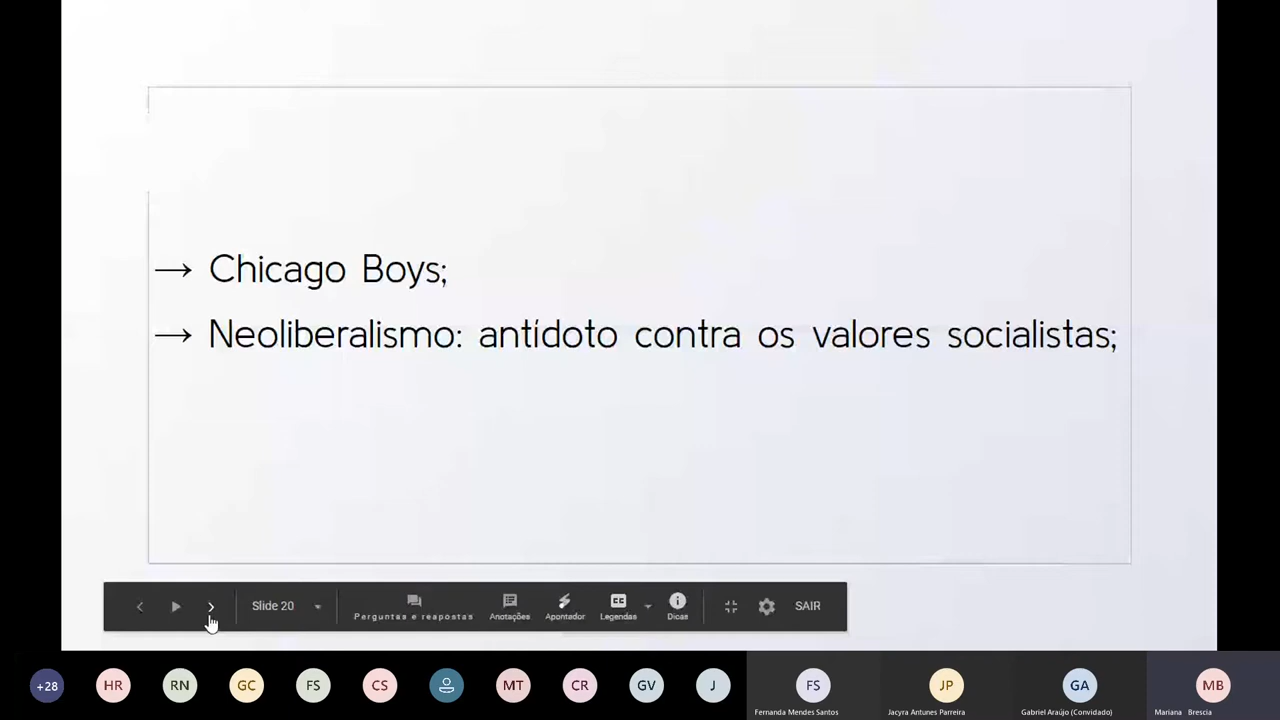 → Chicago Boys;
→ Neoliberalismo: antídoto contra os valores socialistas;
Slide 20
Perguntas e reapostas
Anotações
Apontador
CC
Legendas
Dicas
SAIR
+28
HR
RN
GC
FS
CS
MT
CR
GV
J
FS
JP
GA
MB
Fernanda Mendes Santos
Jacyra Antunes Parreira
Gabriel Araújo (Convidado)
Mariana Brescia